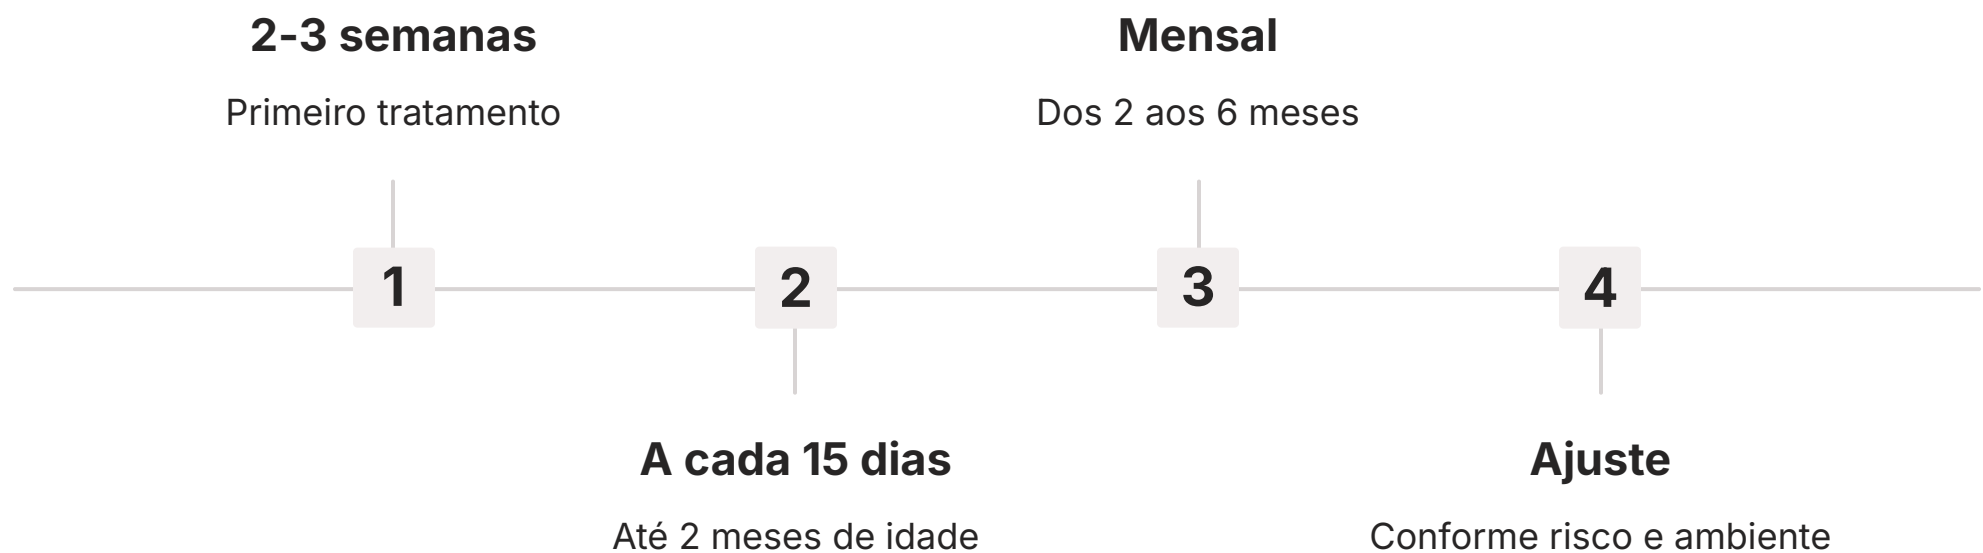 2-3 semanas
Primeiro tratamento
Mensal
Dos 2 aos 6 meses
1
2
3
4
A cada 15 dias
Até 2 meses de idade
Ajuste
Conforme risco e ambiente